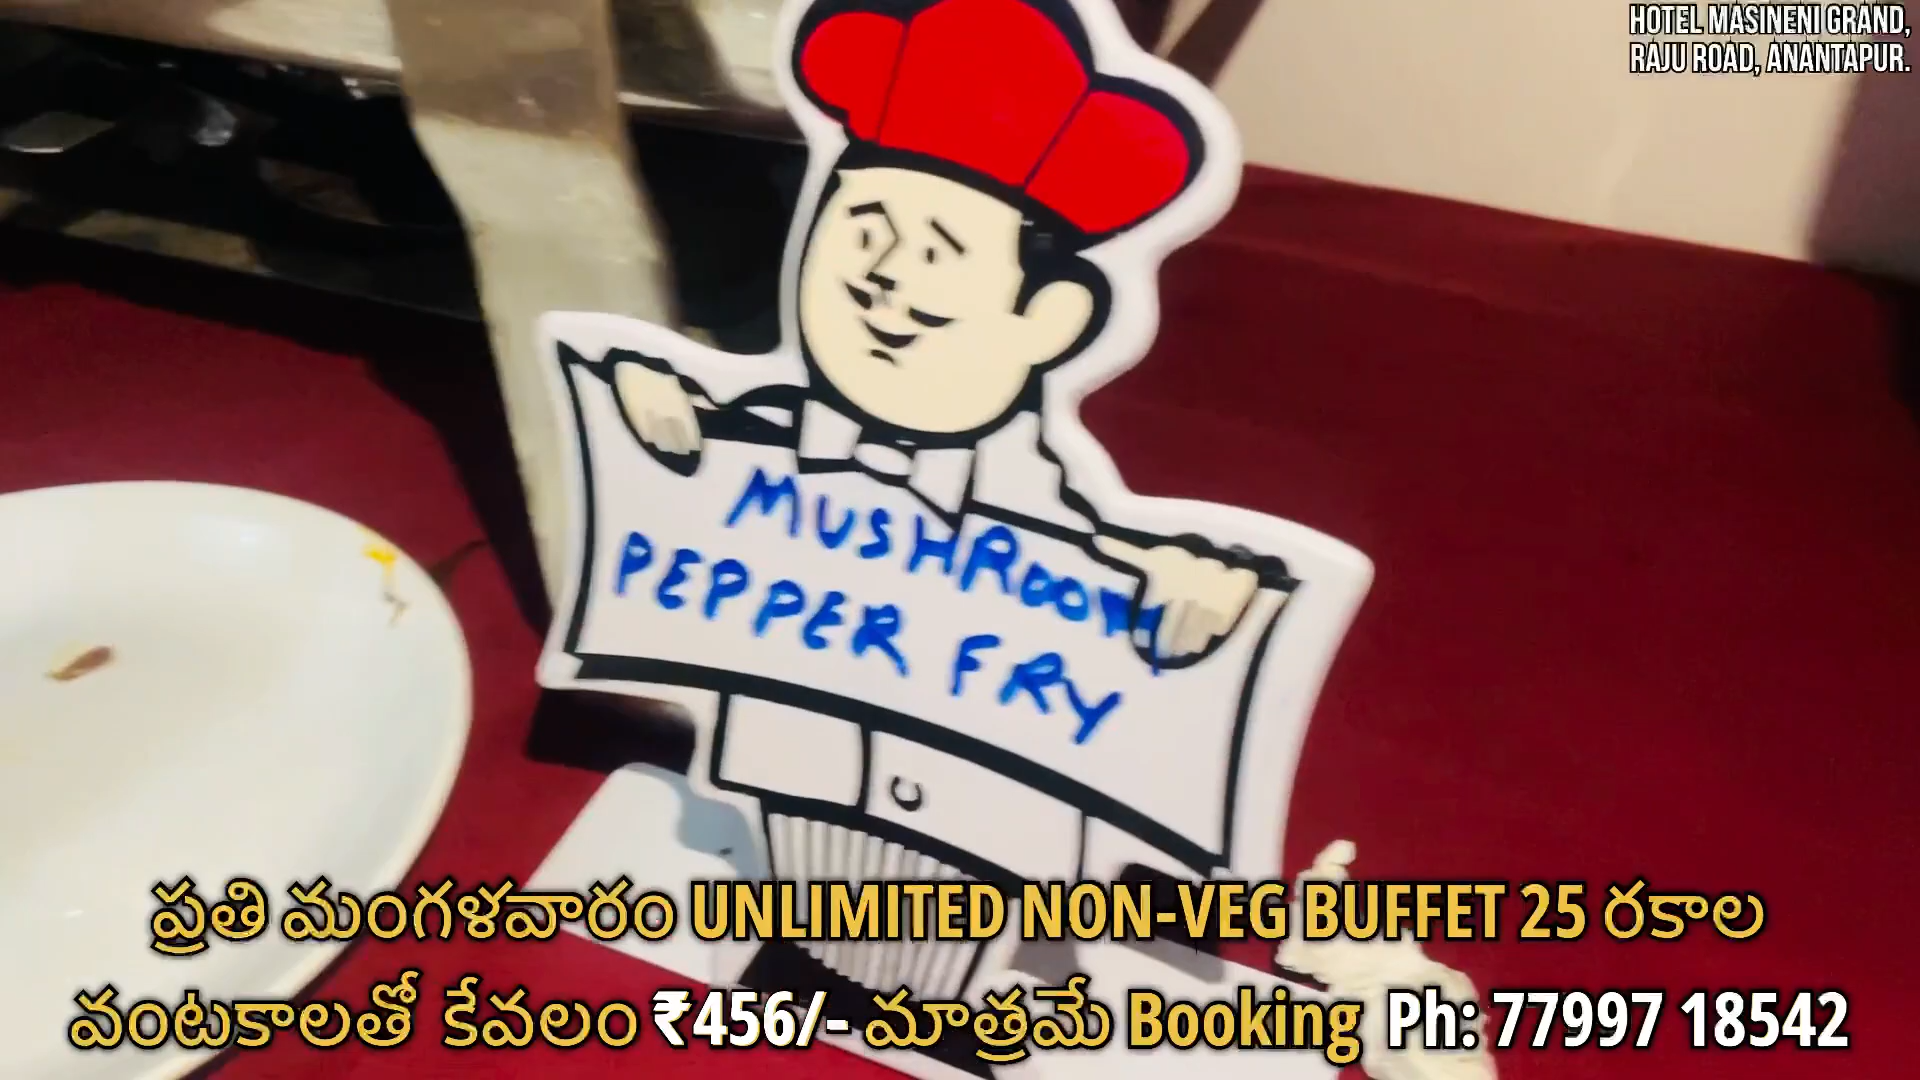 HOTEL MASINENI GRAND,
RAJU ROAD, ANANTAPUR.
MUSHROOM
PEPPER FRY
ప్రతి మంగళవారం UNLIMITED NON-VEG BUFFET 25 రకాల
వంటకాలతో కేవలం ₹456/- మాత్రమే Booking Ph: 77997 18542